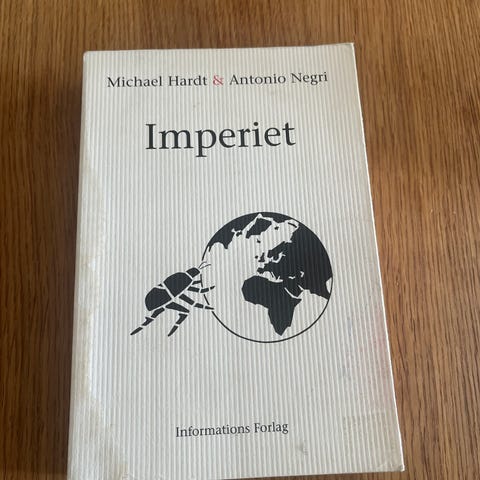 Michael Hardt & Antonio Negri
Imperiet
Informations Forlag